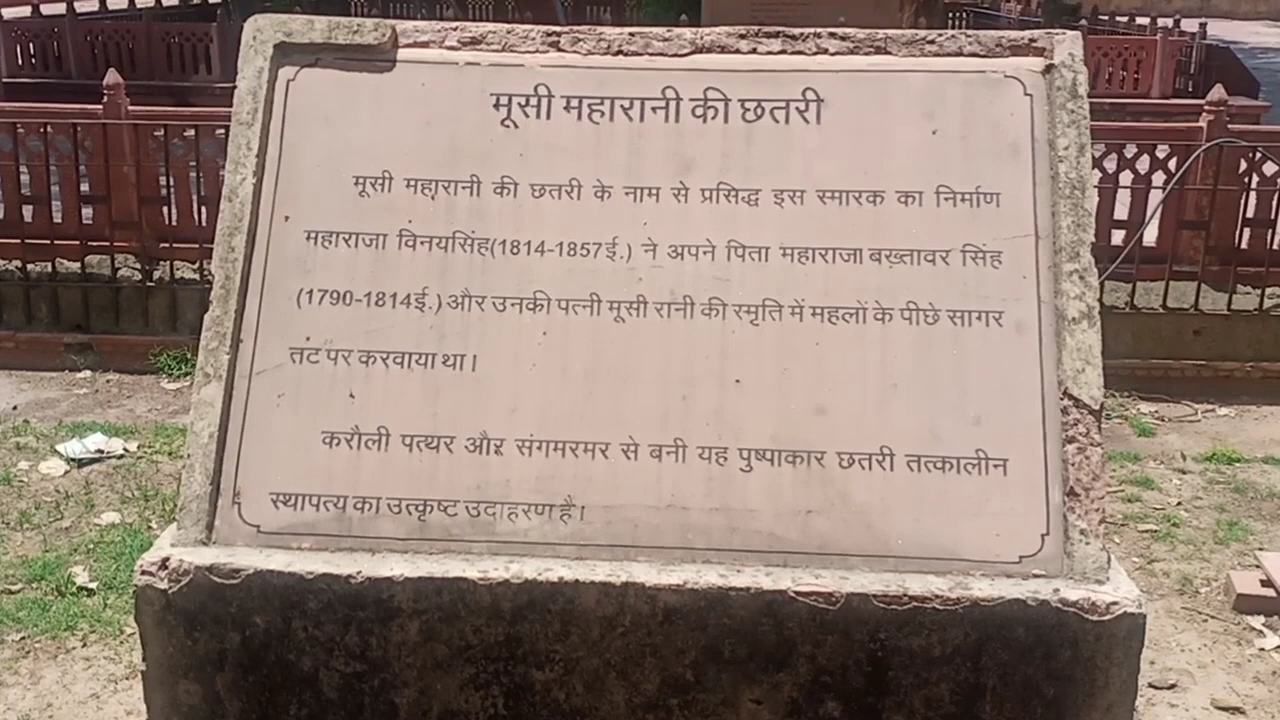 मूसी महारानी की छतरी
मूसी महारानी की छतरी के नाम से प्रसिद्ध इस स्मारक का निर्माण
महाराजा विनयसिंह(1814-1857ई.) ने अपने पिता महाराजा बख़्तावर सिंह
(1790-1814ई.) और उनकी पत्नी मूसी रानी की स्मृति में महलों के पीछे सागर
तट पर करवाया था।
करौली पत्थर और संगमरमर से बनी यह पुष्पाकार छतरी तत्कालीन
स्थापत्य का उत्कृष्ट उदाहरण है।